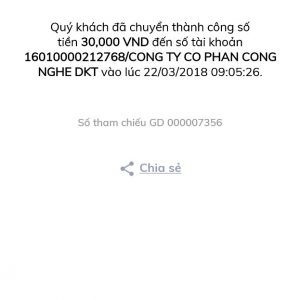 Quý khách đã chuyển thành công số
tiền 30,000 VND đến số tài khoản
16010000212768/CONG TY CO PHAN CONG
NGHE DKT vào lúc 22/03/2018 09:05:26.
Số tham chiếu GD 000007356
Chia sẻ